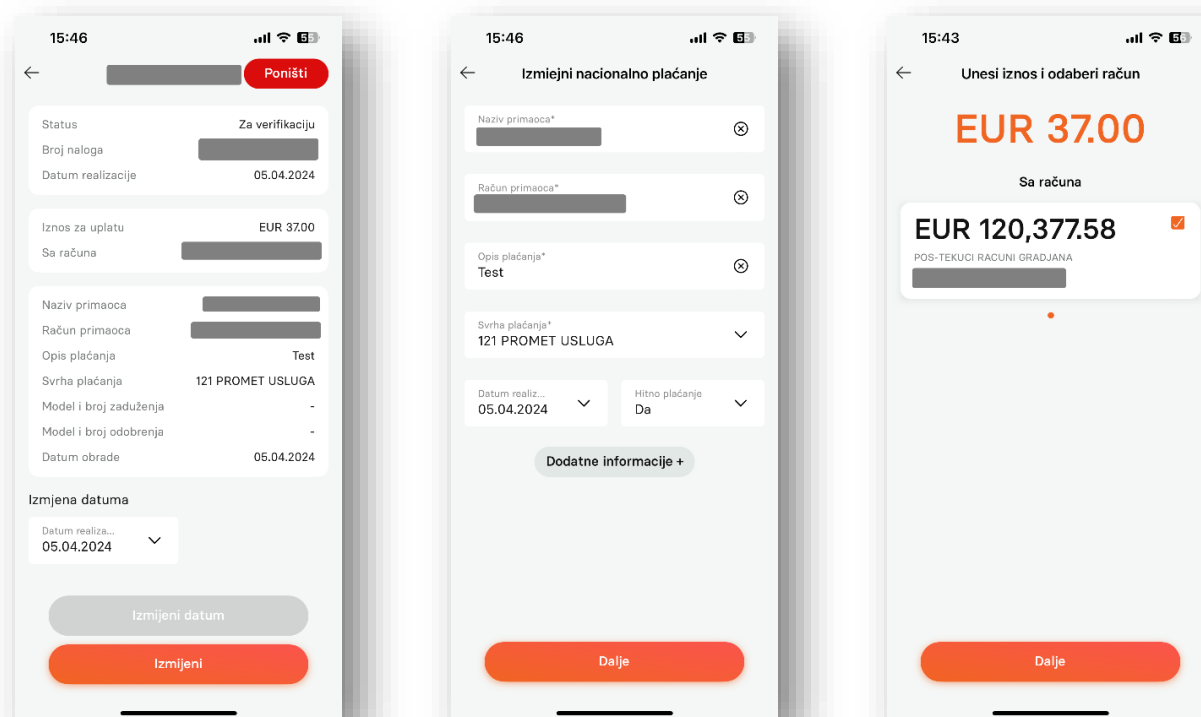 15:46
55
Poništi
Status Za verifikaciju
Broj naloga
Datum realizacije 05.04.2024
Iznos za uplatu EUR 37.00
Sa računa
Naziv primaoca
Račun primaoca
Opis plaćanja Test
Svrha plaćanja 121 PROMET USLUGA
Model i broj zaduženja -
Model i broj odobrenja -
Datum obrade 05.04.2024
Izmjena datuma
Datum realiza...
05.04.2024
Izmijeni datum
Izmijeni
15:46
55
Izmiejni nacionalno plaćanje
Naziv primaoca*
Račun primaoca*
Opis plaćanja*
Test
Svrha plaćanja*
121 PROMET USLUGA
Datum realiz... Hitno plaćanje
05.04.2024 Da
Dodatne informacije +
Dalje
15:43
56
Unesi iznos i odaberi račun
EUR 37.00
Sa računa
EUR 120,377.58
POS-TEKUCI RACUNI GRADJANA
Dalje